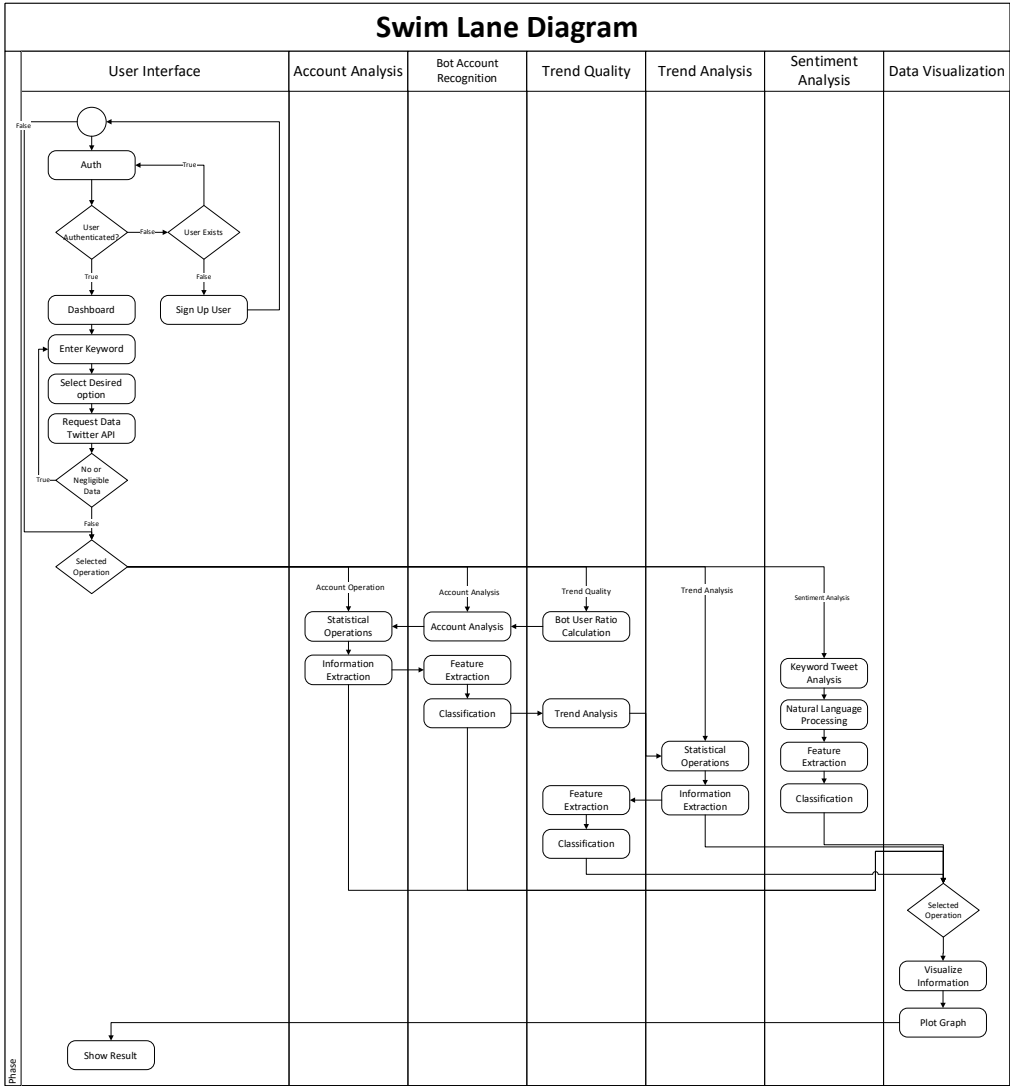 Swim Lane Diagram
User Interface
Account Analysis
Bot Account
Recognition
Trend Quality
Trend Analysis
Sentiment
Analysis
Data Visualization
False
Auth
True
User
Authenticated?
False
User Exists
True
False
Dashboard
Sign Up User
Enter Keyword
Select Desired
option
Request Data
Twitter API
No or
Negligible
Data
True
False
Selected
Operation
Account Operation
Account Analysis
Trend Quality
Trend Analysis
Sentiment Analysis
Statistical
Operations
Account Analysis
Bot User Ratio
Calculation
Information
Extraction
Feature
Extraction
Keyword Tweet
Analysis
Classification
Trend Analysis
Natural Language
Processing
Statistical
Operations
Feature
Extraction
Feature
Extraction
Information
Extraction
Classification
Classification
Selected
Operation
Visualize
Information
Plot Graph
Show Result
Phase